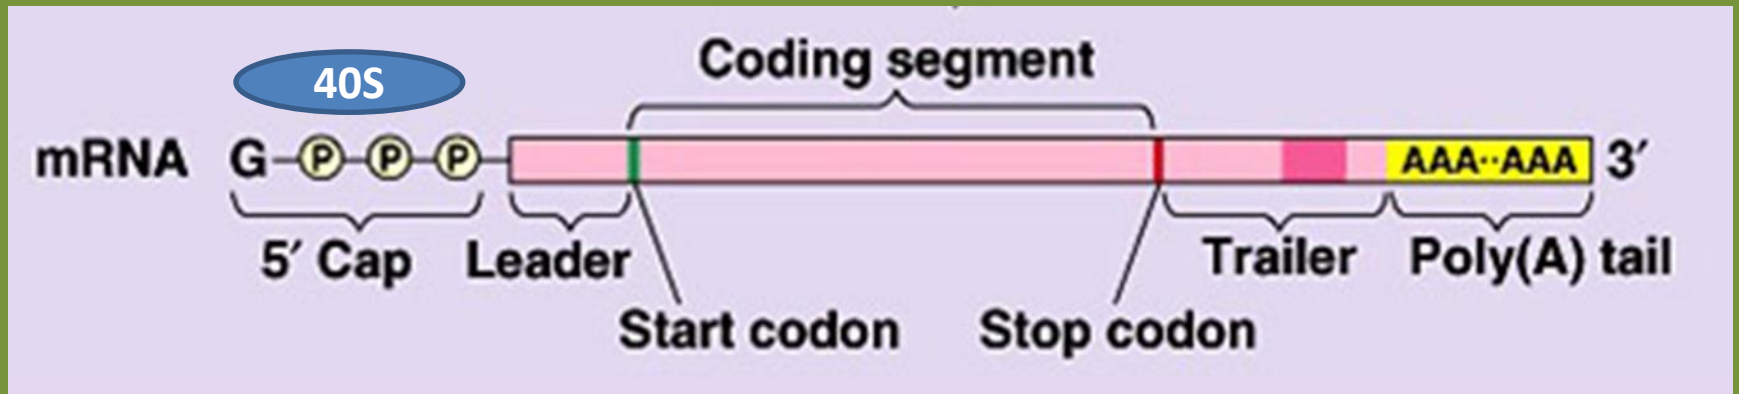 Coding segment
40S
mRNA G P P P AAA··AAA 3′
5′ Cap Leader Trailer Poly(A) tail
Start codon Stop codon